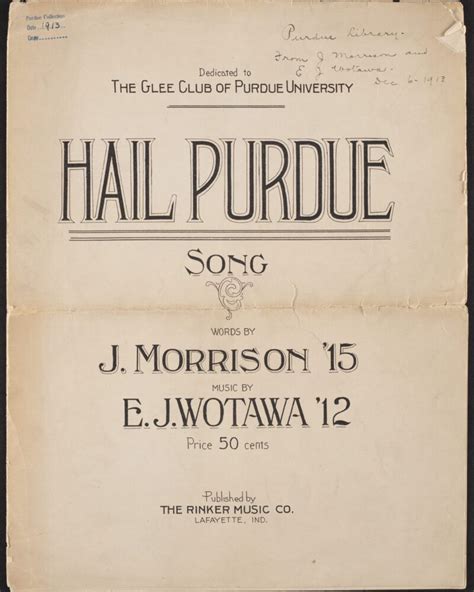 Purdue Collection
Date 1913
Purdue Library.
From J. Morrison and
E J Wotawa.
Dec 6-1913
Dedicated to
THE GLEE CLUB OF PURDUE UNIVERSITY
HAIL PURDUE
SONG
WORDS BY
J. MORRISON '15
MUSIC BY
E.J.WOTAWA '12
Price 50 cents
Published by
THE RINKER MUSIC CO.
LAFAYETTE, IND.